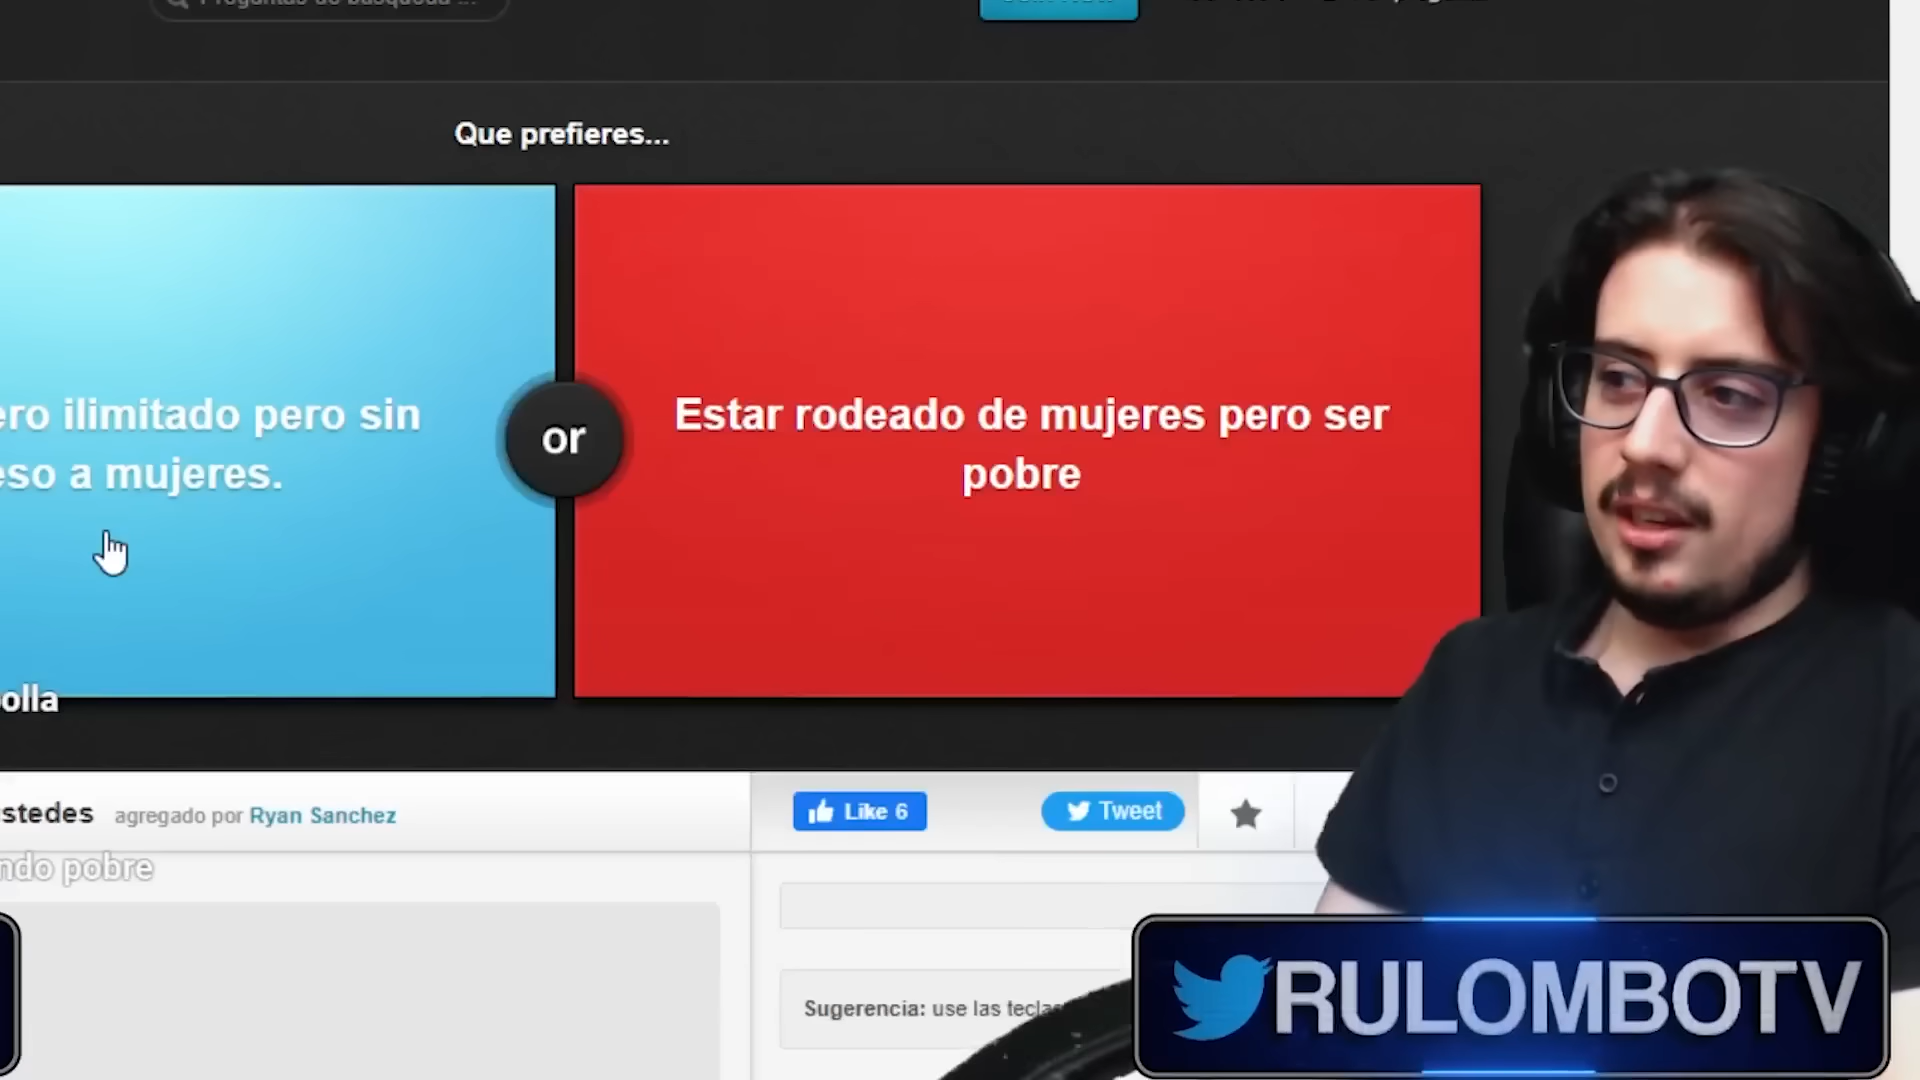 Que prefieres...
ero ilimitado pero sin
eso a mujeres.
or
Estar rodeado de mujeres pero ser
pobre
olla
stedes agregado por Ryan Sanchez
Like 6
Tweet
ndo pobre
Sugerencia: use las teclas
RULOMBOTV